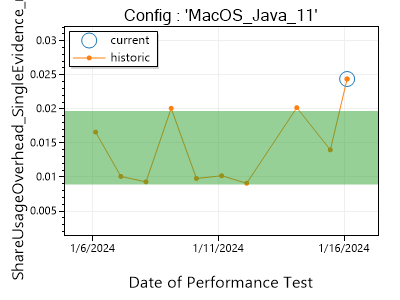 Config : 'MacOS_Java_11'
ShareUsageOverhead_SingleEvidence_
0.03
0.025
0.02
0.015
0.01
0.005
current
historic
1/6/2024
1/11/2024
1/16/2024
Date of Performance Test